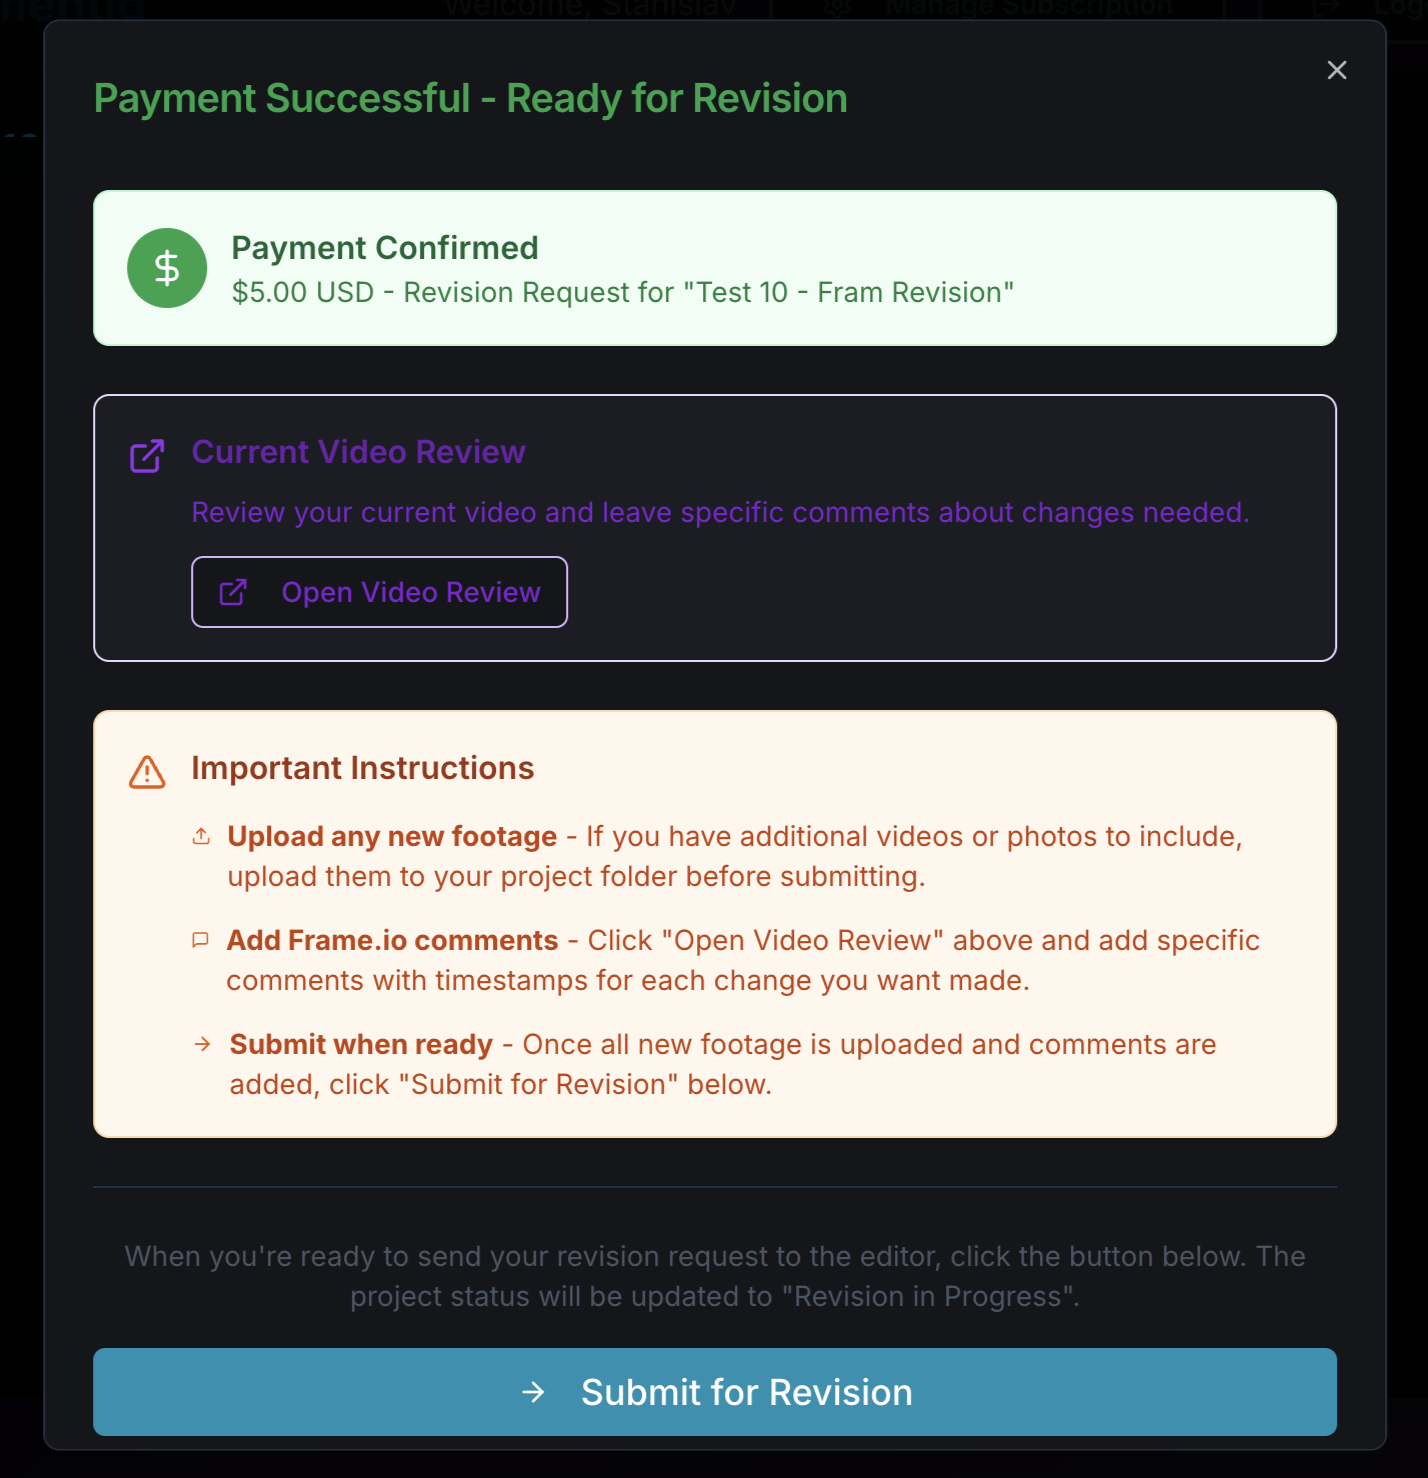 Welcome, Stanislav
Manage Subscription
Payment Successful - Ready for Revision
Payment Confirmed
$5.00 USD - Revision Request for "Test 10 - Fram Revision"
Current Video Review
Review your current video and leave specific comments about changes needed.
Open Video Review
Important Instructions
Upload any new footage - If you have additional videos or photos to include,
upload them to your project folder before submitting.
Add Frame.io comments - Click "Open Video Review" above and add specific
comments with timestamps for each change you want made.
Submit when ready - Once all new footage is uploaded and comments are
added, click "Submit for Revision" below.
When you're ready to send your revision request to the editor, click the button below. The
project status will be updated to "Revision in Progress".
Submit for Revision